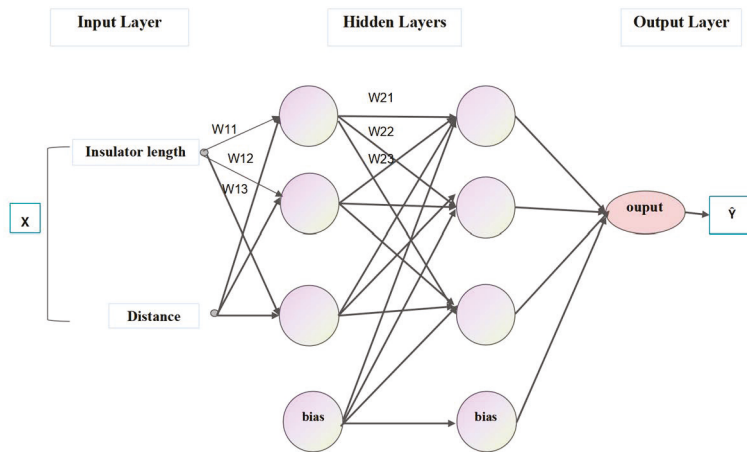 Input Layer
Hidden Layers
Output Layer
W21
W11
Insulator length
W22
W12
W23
W13
X
ouput
Ŷ
Distance
bias
bias